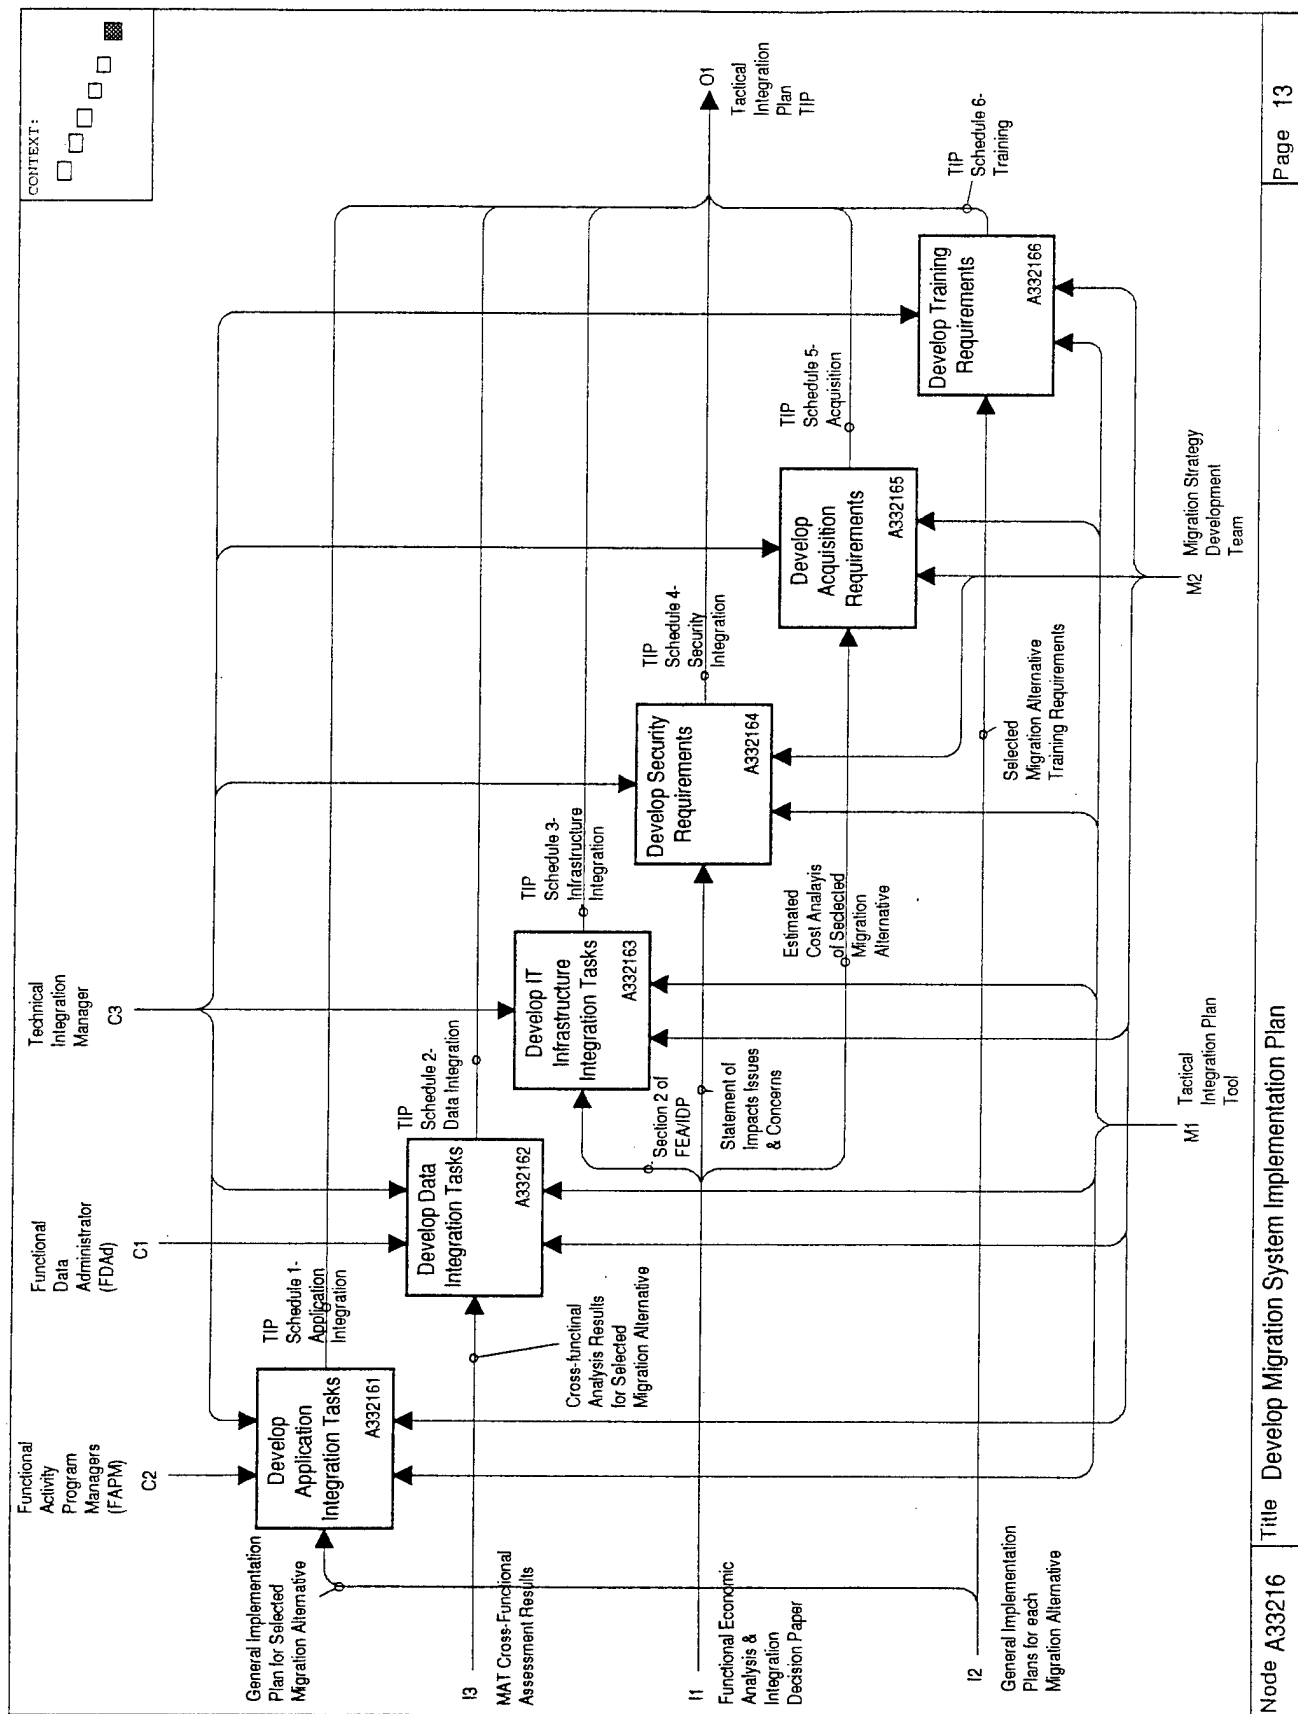 CONTEXT:
Functional
Activity
Program
Managers
(FAPM)
C2
Functional
Data
Administrator
(FDAd)
C1
Technical
Integration
Manager
C3
General Implementation
Plan for Selected
Migration Alternative
Develop
Application
Integration Tasks
A332161
TIP
Schedule 1-
Application
Integration
I3
MAT Cross-Functional
Assessment Results
Cross-functinal
Analysis Results
for Selected
Migration Alternative
Develop Data
Integration Tasks
A332162
TIP
Schedule 2-
Data Integration
Develop IT
Infrastructure
Integration Tasks
A332163
TIP
Schedule 3-
Infrastructure
Integration
Section 2 of
FEA/IDP
I1
Functional Economic
Analysis &
Integration
Decision Paper
Statement of
Impacts Issues
& Concerns
Develop Security
Requirements
A332164
TIP
Schedule 4-
Security
Integration
O1
Tactical
Integration
Plan
TIP
Estimated
Cost Analayis
of Seclected
Migration
Alternative
Develop
Acquisition
Requirements
A332165
TIP
Schedule 5-
Acquisition
I2
General Implementation
Plans for each
Migration Alternative
Selected
Migration Alternative
Training Requirements
Develop Training
Requirements
A332166
TIP
Schedule 6-
Training
M1
Tactical
Integration Plan
Tool
M2
Migration Strategy
Development
Team
Node A33216
Title Develop Migration System Implementation Plan
Page 13